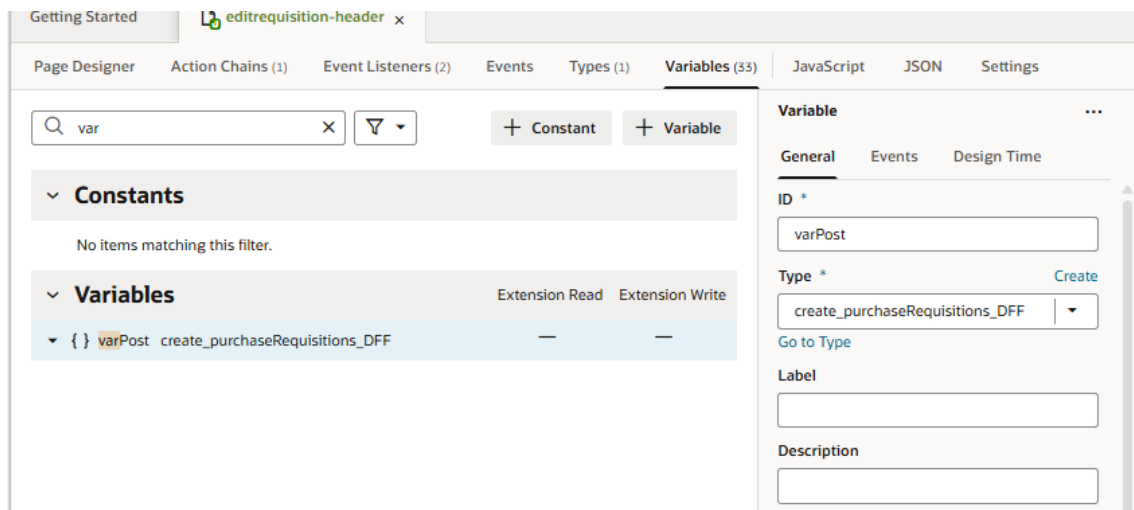 Getting Started
editrequisition-header ×
Page Designer Action Chains (1) Event Listeners (2) Events Types (1) Variables (33) JavaScript JSON Settings
var × + Constant + Variable
Constants
No items matching this filter.
Variables Extension Read Extension Write
{ } varPost create_purchaseRequisitions_DFF — —
Variable ...
General Events Design Time
ID *
varPost
Type * Create
create_purchaseRequisitions_DFF
Go to Type
Label
Description